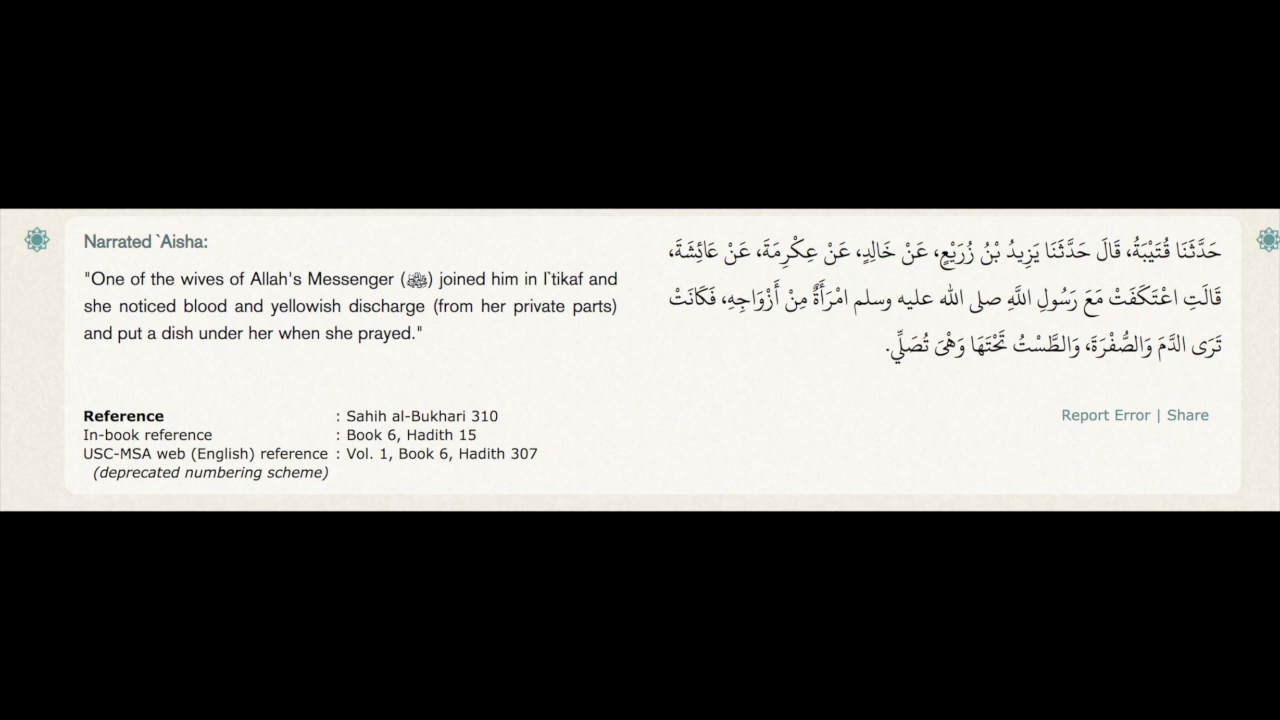 Narrated `Aisha:
"One of the wives of Allah's Messenger (ﷺ) joined him in I`tikaf and
she noticed blood and yellowish discharge (from her private parts)
and put a dish under her when she prayed."
حَدَّثَنَا قُتَيْبَةُ، قَالَ حَدَّثَنَا يَزِيدُ بْنُ زُرَيْعٍ، عَنْ خَالِدٍ، عَنْ عِكْرِمَةَ، عَنْ عَائِشَةَ،
قَالَتِ اعْتَكَفَتْ مَعَ رَسُولِ اللَّهِ صلى الله عليه وسلم امْرَأَةٌ مِنْ أَزْوَاجِهِ، فَكَانَتْ
تَرَى الدَّمَ وَالصُّفْرَةَ، وَالطَّسْتُ تَحْتَهَا وَهْىَ تُصَلِّي.
Reference : Sahih al-Bukhari 310
In-book reference : Book 6, Hadith 15
USC-MSA web (English) reference : Vol. 1, Book 6, Hadith 307
(deprecated numbering scheme)
Report Error | Share